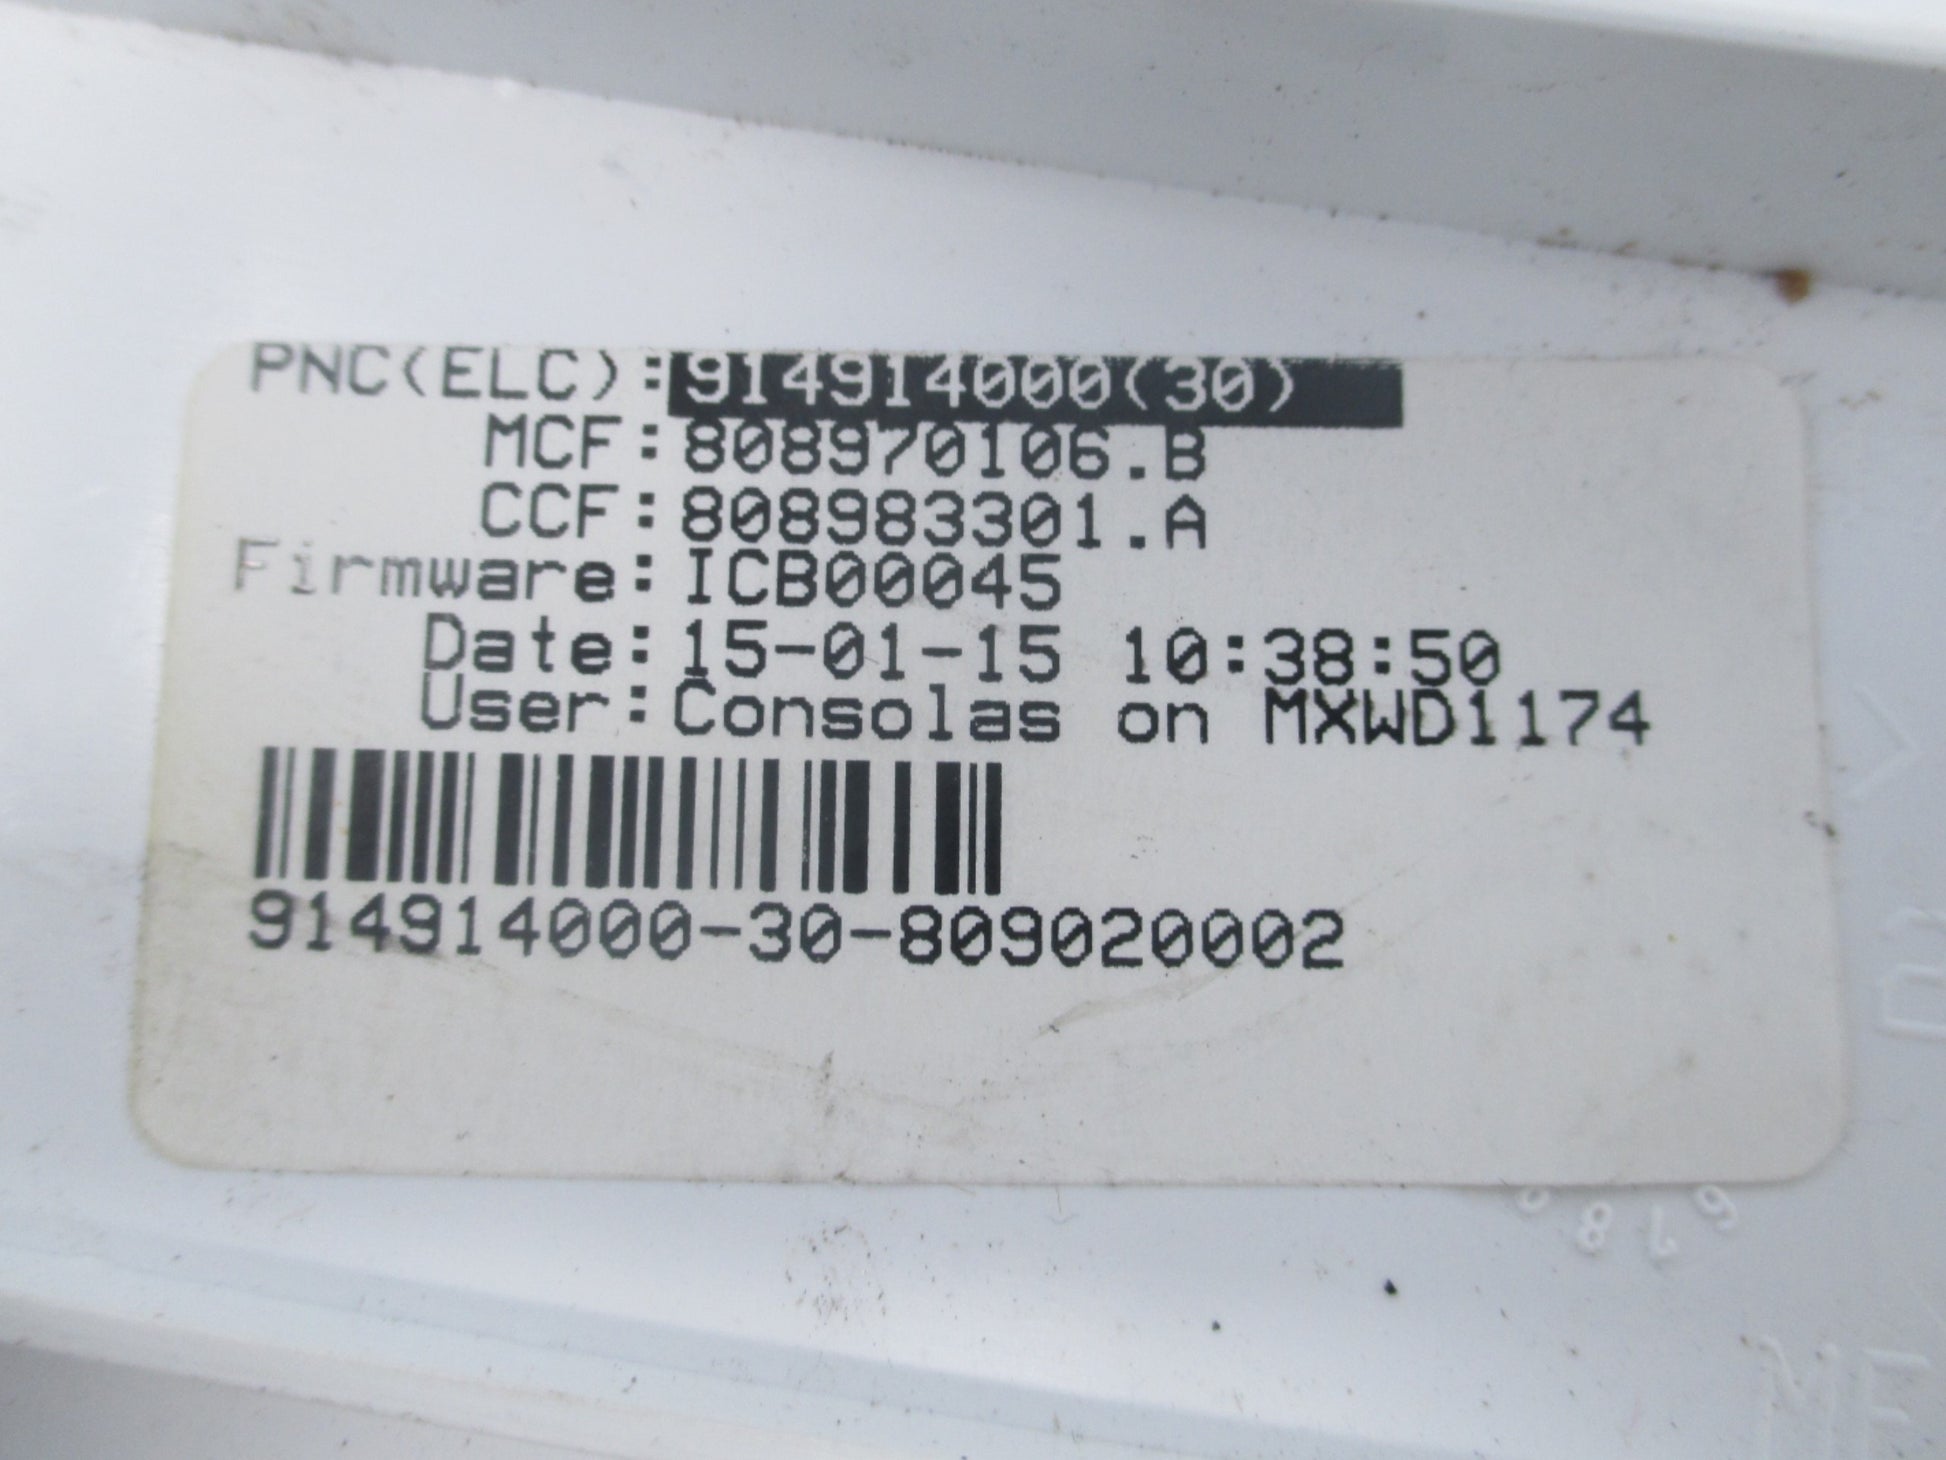 PNC(ELC):914914000(30)
MCF:808970106.B
CCF:808983301.A
Firmware:ICB00045
Date:15-01-15 10:38:50
User:Consolas on MXWD1174
914914000-30-809020002